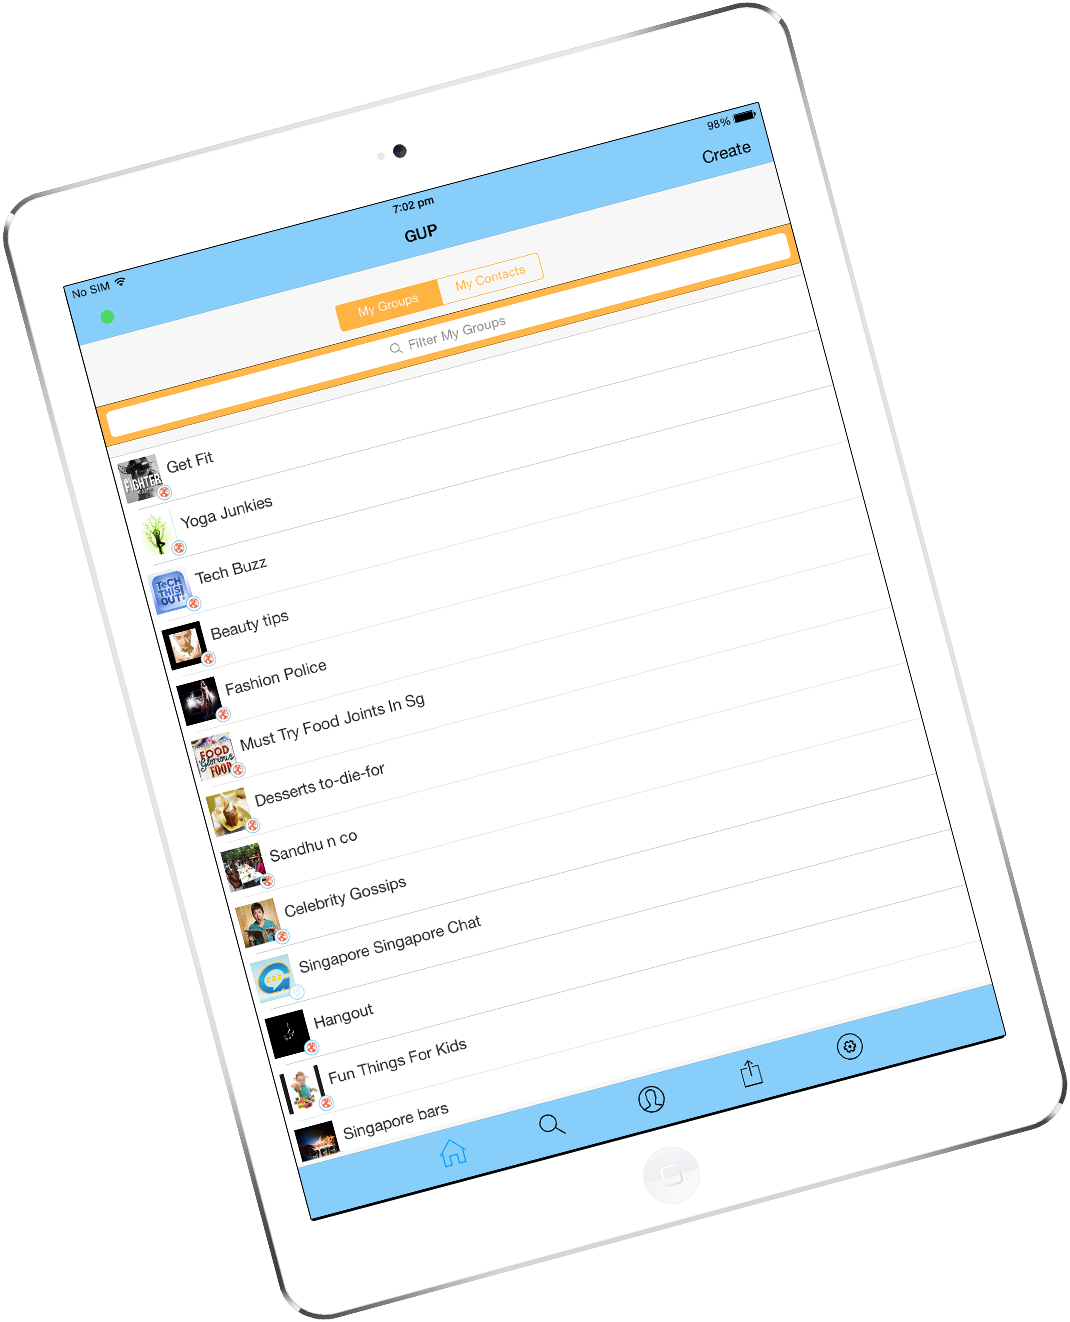 No SIM
7:02 pm
98%
GUP
Create
My Groups
My Contacts
Filter My Groups
FIGHTER
Get Fit
Yoga Junkies
TeCH
THIS!
OUT
Tech Buzz
Beauty tips
Fashion Police
FOOD
Glorious
FOOD
Must Try Food Joints In Sg
Desserts to-die-for
Sandhu n co
Celebrity Gossips
Singapore Singapore Chat
Hangout
Fun Things For Kids
Singapore bars